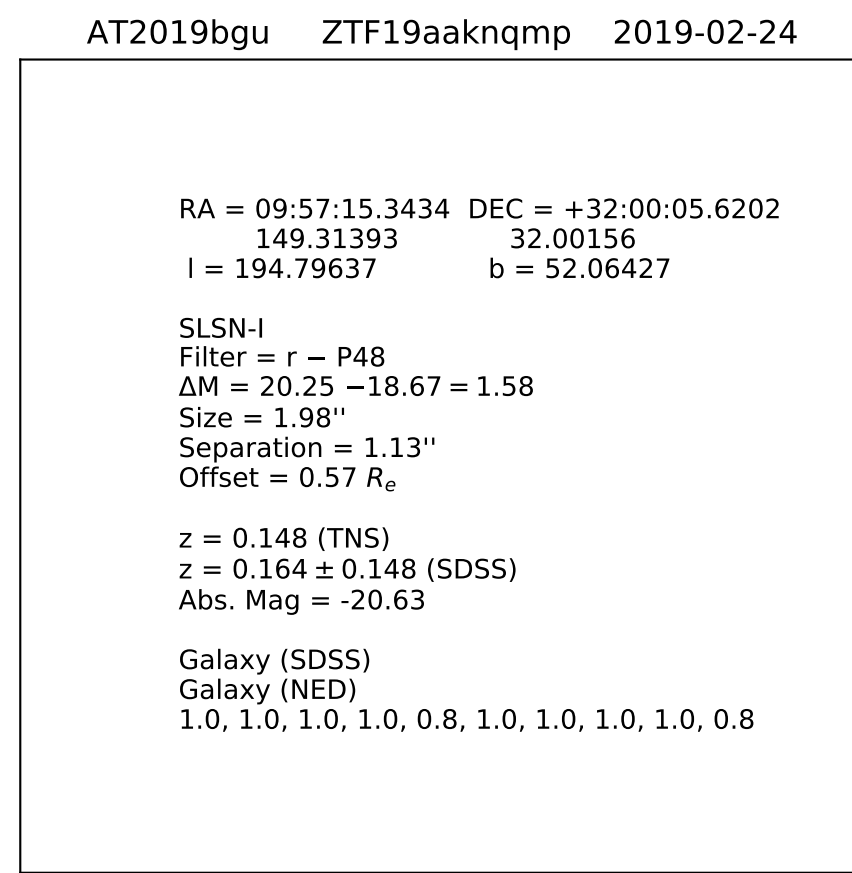 AT2019bgu ZTF19aaknqmp 2019-02-24
RA = 09:57:15.3434 DEC = +32:00:05.6202
149.31393 32.00156
l = 194.79637 b = 52.06427
SLSN-I
Filter = r − P48
ΔM = 20.25 −18.67 = 1.58
Size = 1.98''
Separation = 1.13''
Offset = 0.57 Rₑ
z = 0.148 (TNS)
z = 0.164 ± 0.148 (SDSS)
Abs. Mag = -20.63
Galaxy (SDSS)
Galaxy (NED)
1.0, 1.0, 1.0, 1.0, 0.8, 1.0, 1.0, 1.0, 1.0, 0.8